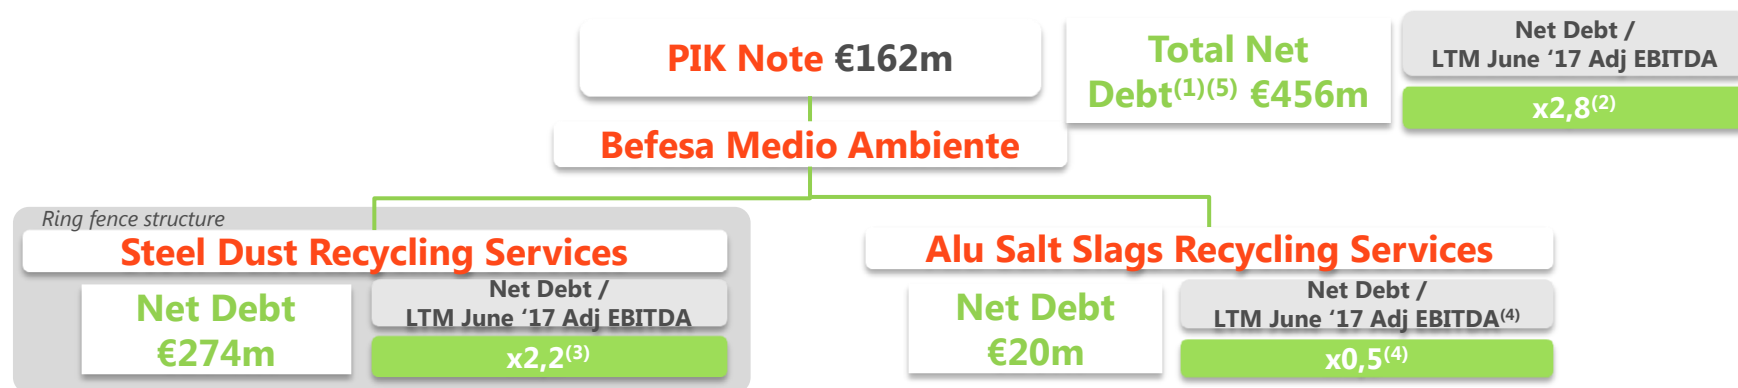 PIK Note €162m
Total Net
Debt(1)(5) €456m
Net Debt /
LTM June ‘17 Adj EBITDA
x2,8(2)
Befesa Medio Ambiente
Ring fence structure
Steel Dust Recycling Services
Net Debt
€274m
Net Debt /
LTM June ‘17 Adj EBITDA
x2,2(3)
Alu Salt Slags Recycling Services
Net Debt
€20m
Net Debt /
LTM June ‘17 Adj EBITDA(4)
x0,5(4)